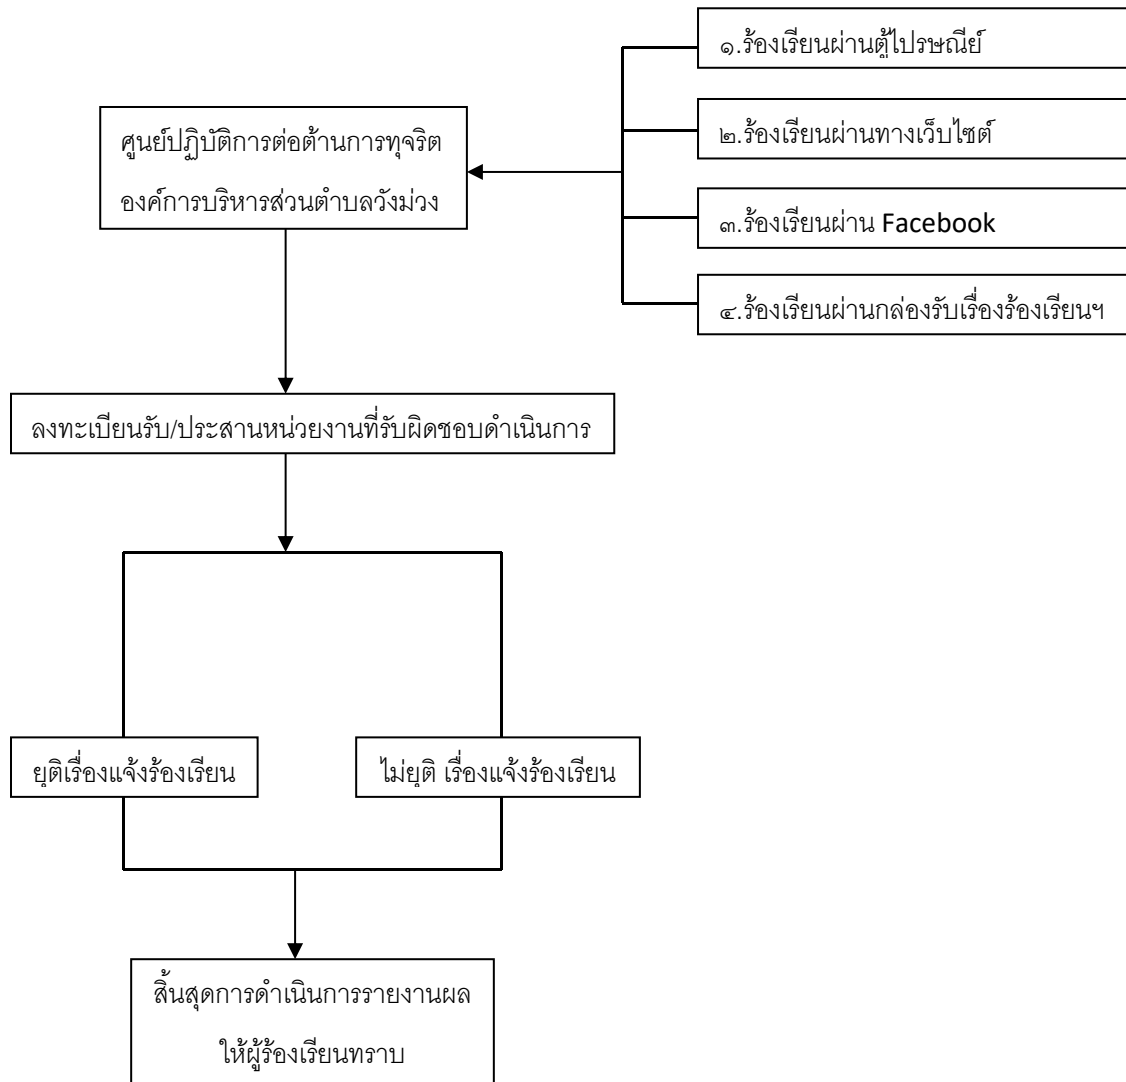 ๑.ร้องเรียนผ่านตู้ไปรษณีย์
ศูนย์ปฏิบัติการต่อต้านการทุจริต
องค์การบริหารส่วนตำบลวังม่วง
๒.ร้องเรียนผ่านทางเว็บไซต์
๓.ร้องเรียนผ่าน Facebook
๔.ร้องเรียนผ่านกล่องรับเรื่องร้องเรียนฯ
ลงทะเบียนรับ/ประสานหน่วยงานที่รับผิดชอบดำเนินการ
ยุติเรื่องแจ้งร้องเรียน
ไม่ยุติ เรื่องแจ้งร้องเรียน
สิ้นสุดการดำเนินการรายงานผล
ให้ผู้ร้องเรียนทราบ